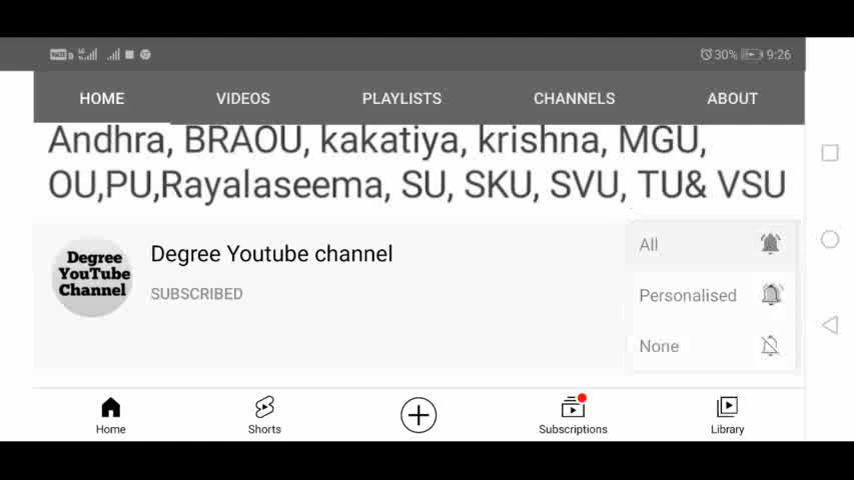 30% 9:26
HOME VIDEOS PLAYLISTS CHANNELS ABOUT
Andhra, BRAOU, kakatiya, krishna, MGU,
OU,PU,Rayalaseema, SU, SKU, SVU, TU& VSU
Degree
YouTube
Channel
Degree Youtube channel
SUBSCRIBED
All
Personalised
None
Home Shorts Subscriptions Library